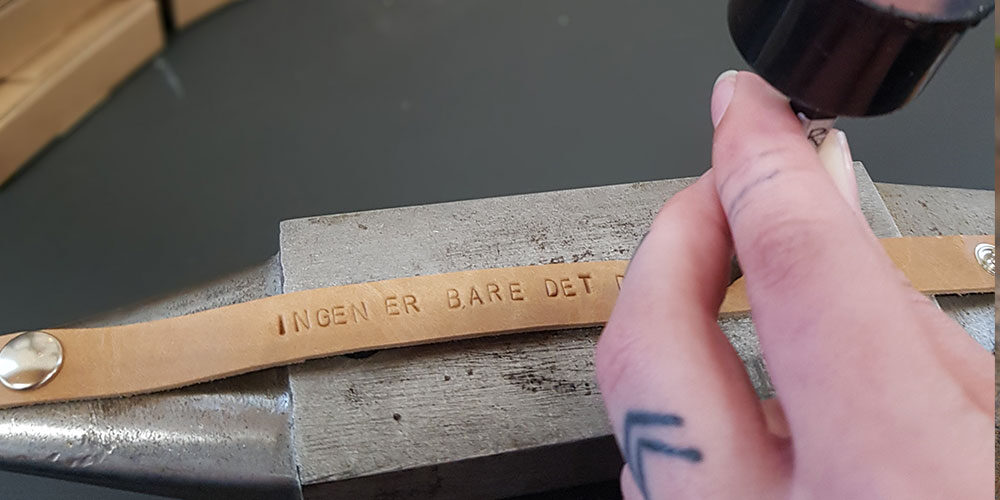 INGEN ER BARE DET